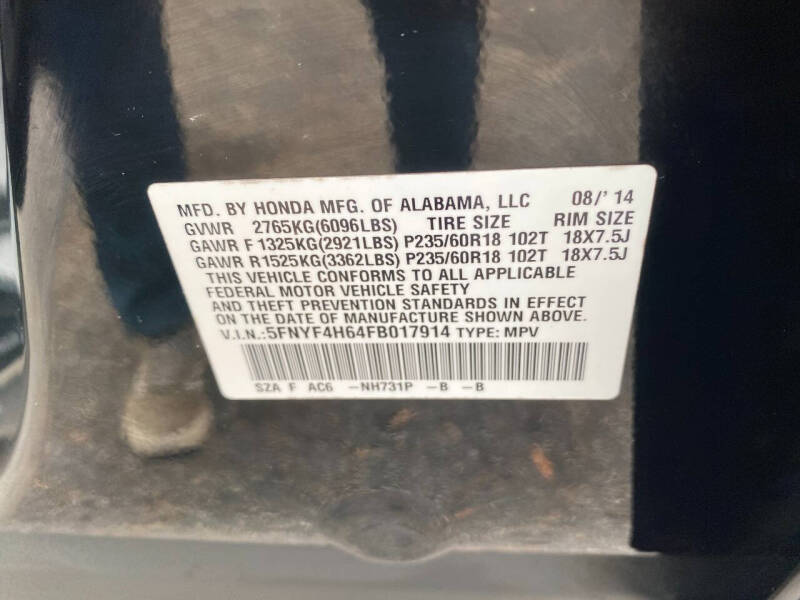 MFD. BY HONDA MFG. OF ALABAMA, LLC 08/' 14
GVWR 2765KG(6096LBS) TIRE SIZE RIM SIZE
GAWR F 1325KG(2921LBS) P235/60R18 102T 18X7.5J
GAWR R1525KG(3362LBS) P235/60R18 102T 18X7.5J
THIS VEHICLE CONFORMS TO ALL APPLICABLE
FEDERAL MOTOR VEHICLE SAFETY
AND THEFT PREVENTION STANDARDS IN EFFECT
ON THE DATE OF MANUFACTURE SHOWN ABOVE.
V.I.N.:5FNYF4H64FB017914 TYPE: MPV
SZA F AC6 -NH731P -B -B